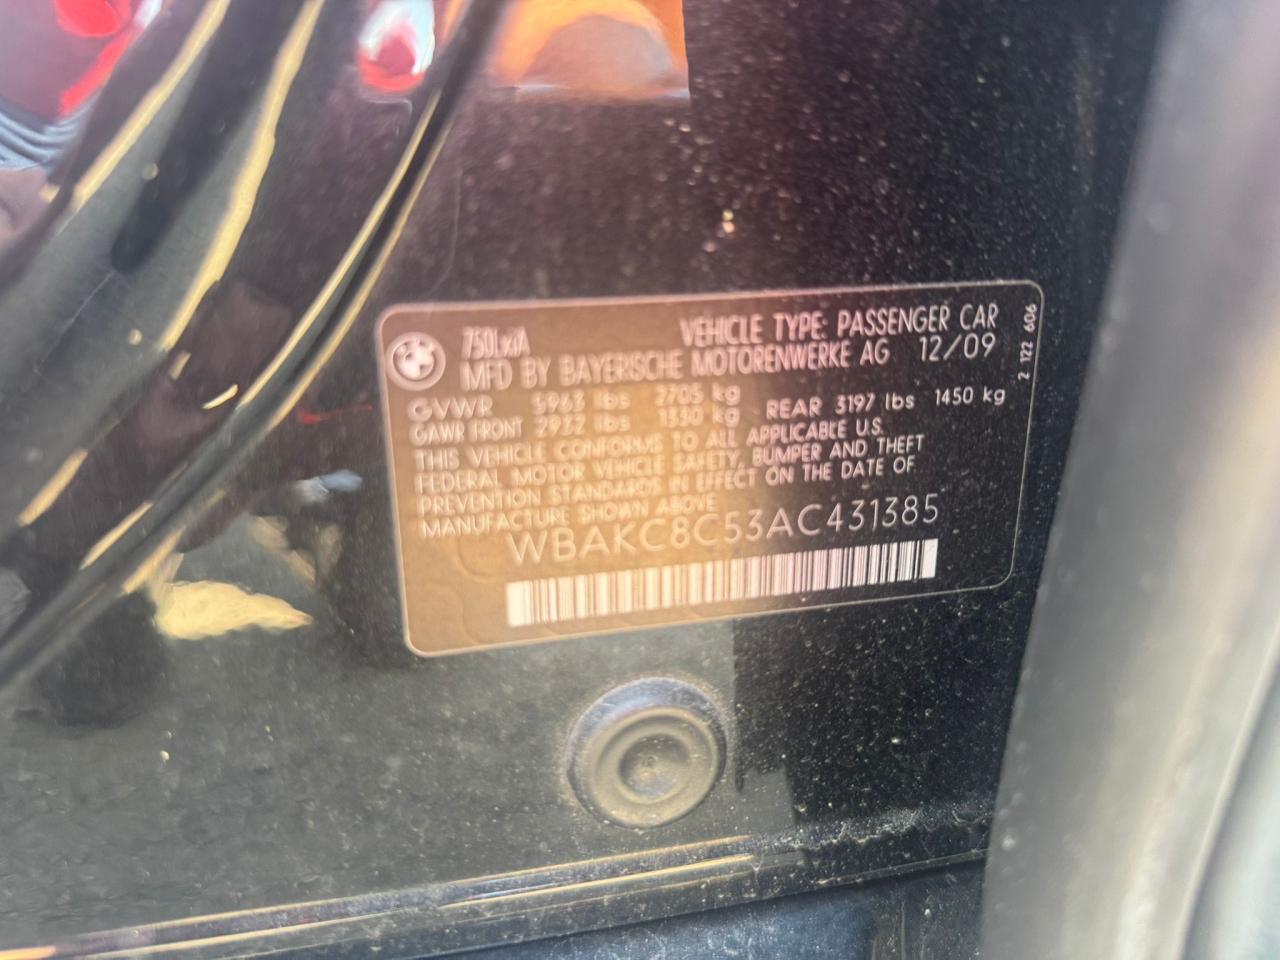 750LxiA VEHICLE TYPE: PASSENGER CAR
MFD BY BAYERISCHE MOTORENWERKE AG 12/09
GVWR 5963 lbs 2705 kg
GAWR FRONT 2932 lbs 1330 kg REAR 3197 lbs 1450 kg
THIS VEHICLE CONFORMS TO ALL APPLICABLE U.S.
FEDERAL MOTOR VEHICLE SAFETY, BUMPER AND THEFT
PREVENTION STANDARDS IN EFFECT ON THE DATE OF
MANUFACTURE SHOWN ABOVE
WBAKC8C53AC431385
2 122 606